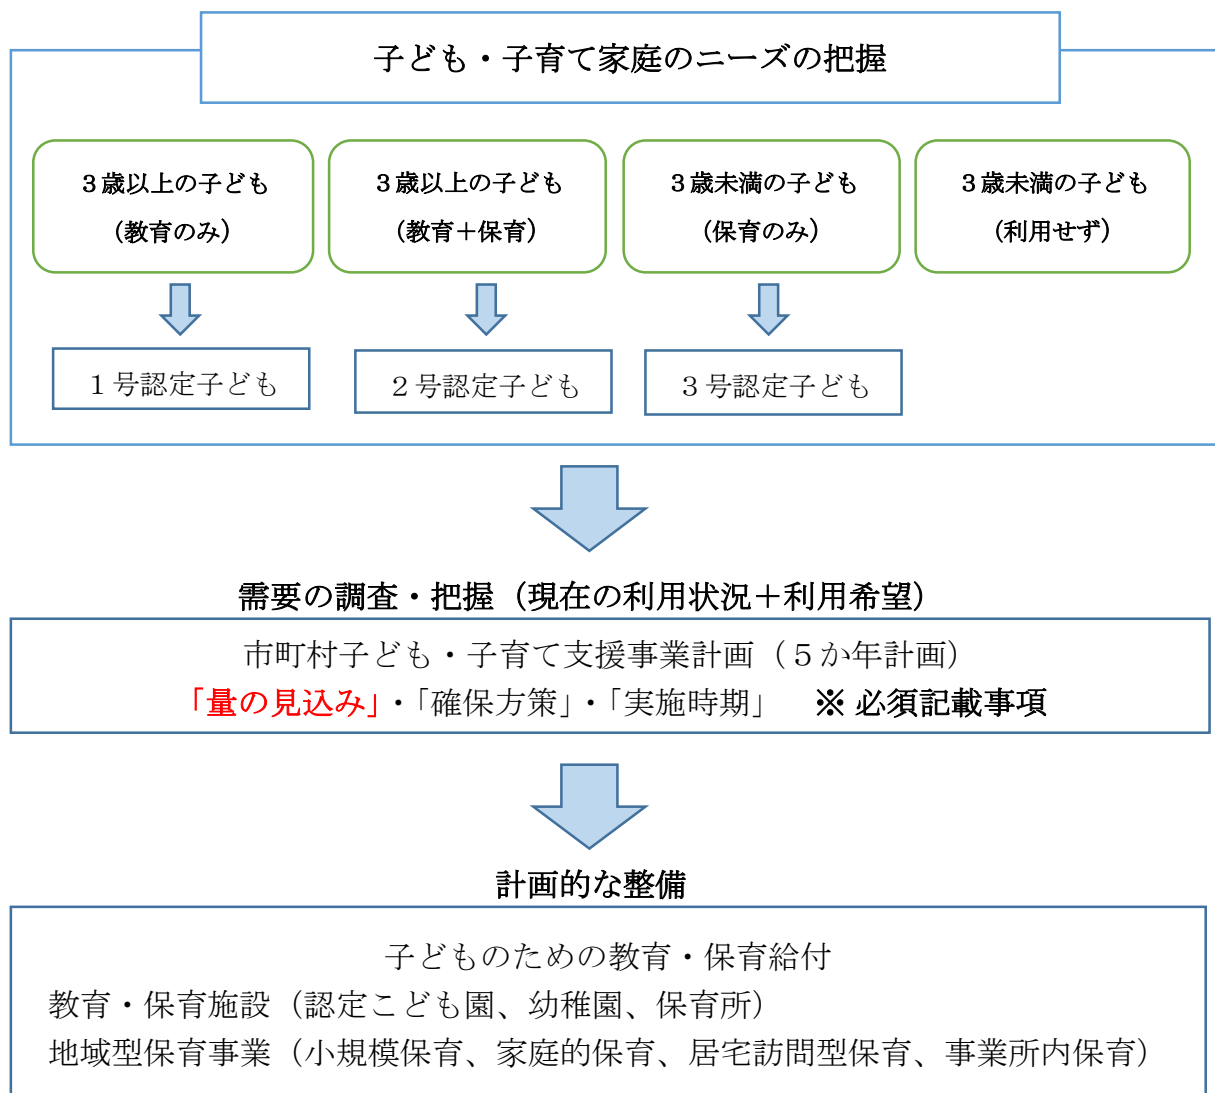 子ども・子育て家庭のニーズの把握
３歳以上の子ども
（教育のみ）
３歳以上の子ども
（教育＋保育）
３歳未満の子ども
（保育のみ）
３歳未満の子ども
（利用せず）
１号認定子ども
２号認定子ども
３号認定子ども
需要の調査・把握（現在の利用状況＋利用希望）
市町村子ども・子育て支援事業計画（５か年計画）
「量の見込み」・「確保方策」・「実施時期」　※ 必須記載事項
計画的な整備
子どものための教育・保育給付
教育・保育施設（認定こども園、幼稚園、保育所）
地域型保育事業（小規模保育、家庭的保育、居宅訪問型保育、事業所内保育）